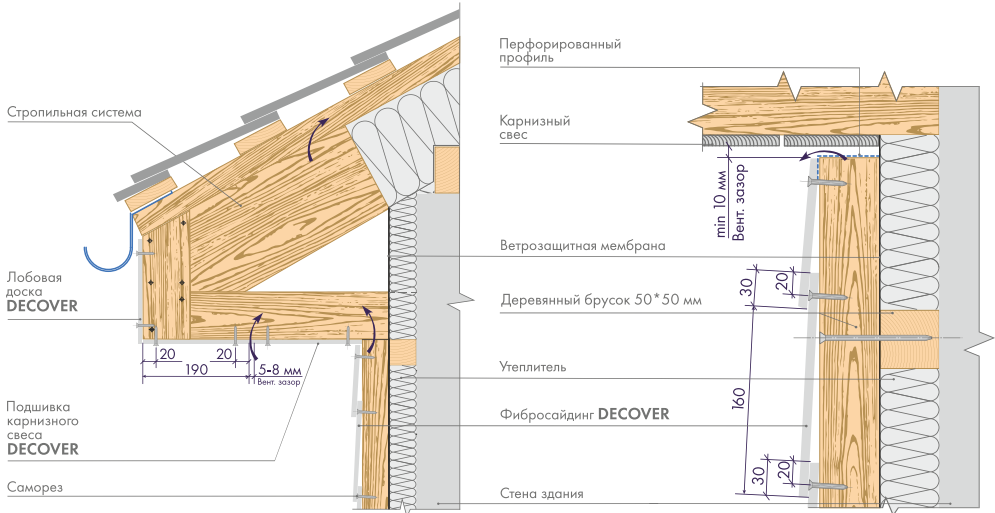 Стропильная система
Лобовая
доска
DECOVER
20
20
190
5-8 мм
Вент. зазор
Подшивка
карнизного
свеса
DECOVER
Саморез
Перфорированный
профиль
Карнизный
свес
min 10 мм
Вент. зазор
Ветрозащитная мембрана
30
20
Деревянный брусок 50*50 мм
Утеплитель
160
Фибросайдинг DECOVER
30
20
Стена здания